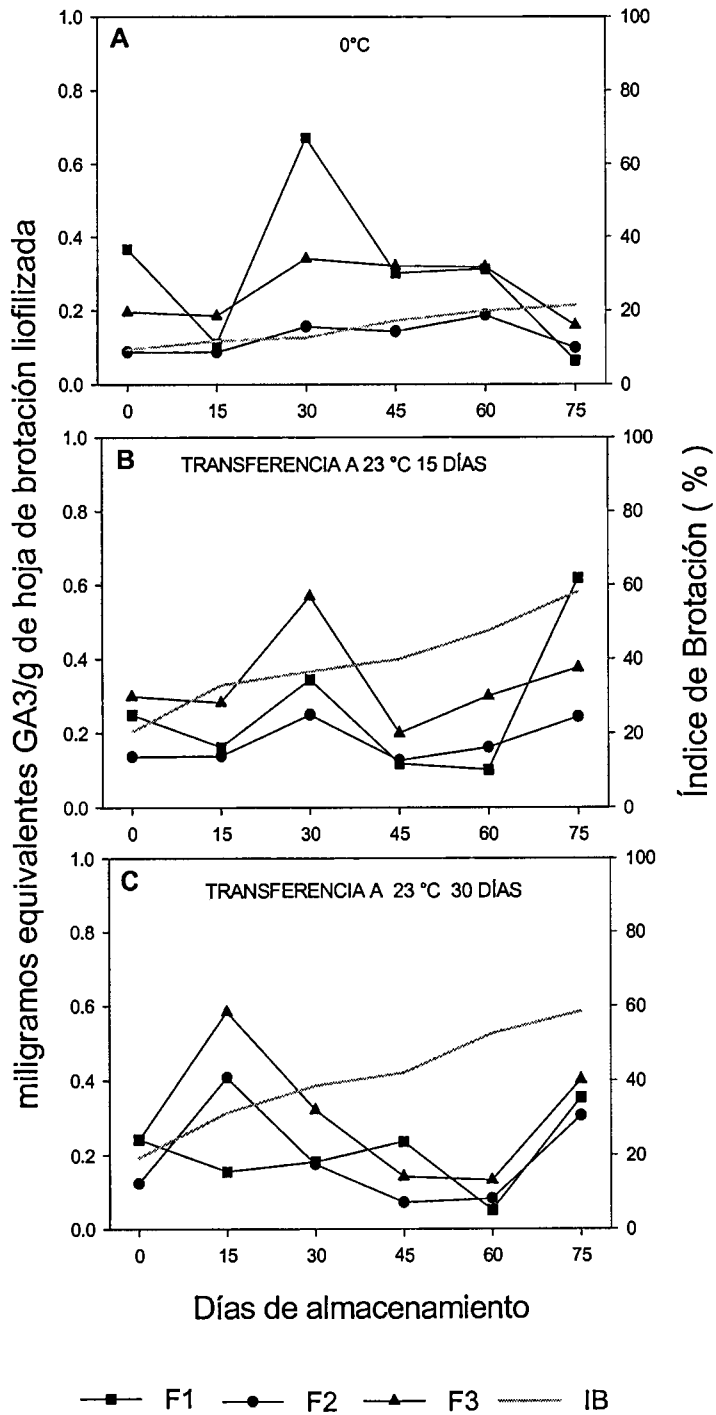 miligramos equivalentes GA3/g de hoja de brotación liofilizada
A
0°C
1.0
0.8
0.6
0.4
0.2
0.0
100
80
60
40
20
0
0 15 30 45 60 75
B
TRANSFERENCIA A 23 °C 15 DÍAS
1.0
0.8
0.6
0.4
0.2
0.0
100
80
60
40
20
0
0 15 30 45 60 75
C
TRANSFERENCIA A 23 °C 30 DÍAS
1.0
0.8
0.6
0.4
0.2
0.0
100
80
60
40
20
0
0 15 30 45 60 75
Índice de Brotación ( % )
Días de almacenamiento
F1 F2 F3 IB